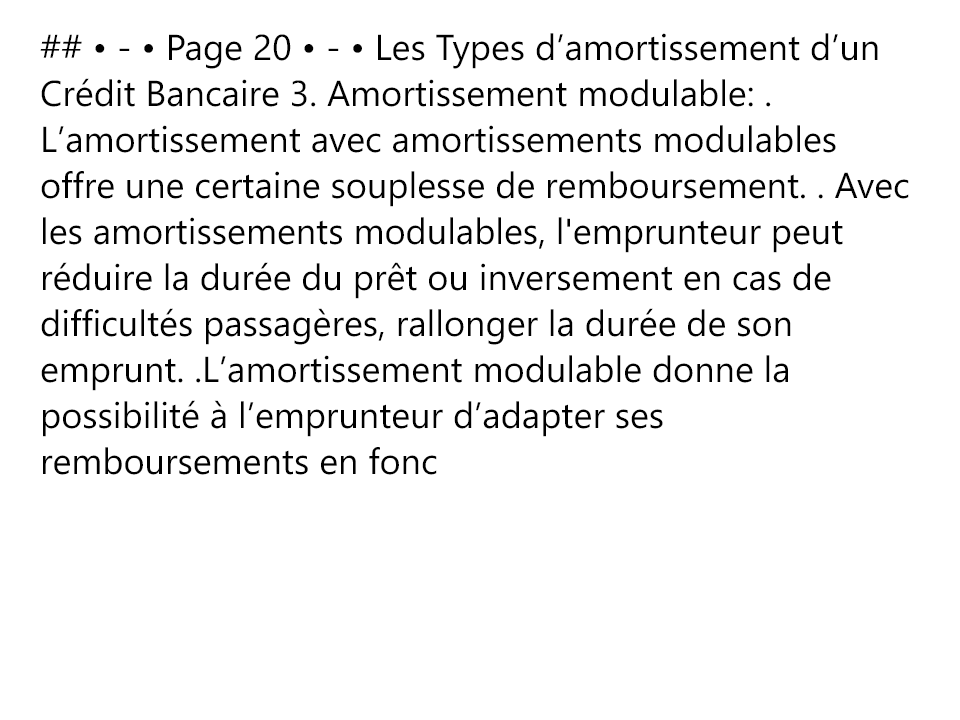 ## • - • Page 20 • - • Les Types d’amortissement d’un
Crédit Bancaire 3. Amortissement modulable: .
L’amortissement avec amortissements modulables
offre une certaine souplesse de remboursement. . Avec
les amortissements modulables, l'emprunteur peut
réduire la durée du prêt ou inversement en cas de
difficultés passagères, rallonger la durée de son
emprunt. .L’amortissement modulable donne la
possibilité à l’emprunteur d’adapter ses
remboursements en fonc